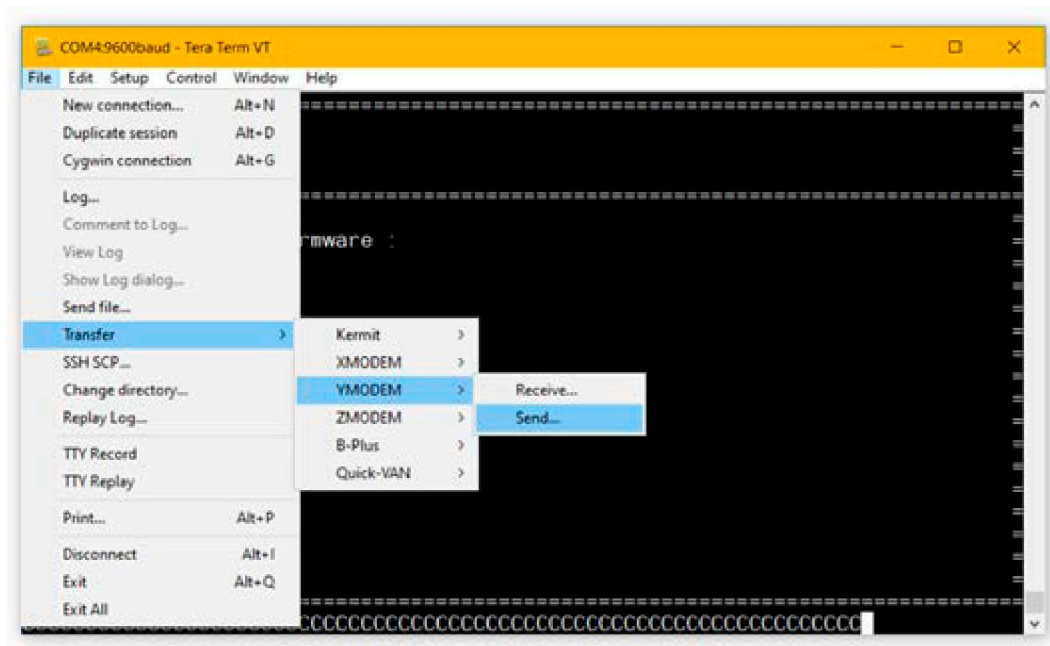 COM4:9600baud - Tera Term VT
File Edit Setup Control Window Help
New connection... Alt+N
Duplicate session Alt+D
Cygwin connection Alt+G
Log...
Comment to Log...
View Log
Show Log dialog...
Send file...
Transfer >
SSH SCP...
Change directory...
Replay Log...
TTY Record
TTY Replay
Print... Alt+P
Disconnect Alt+I
Exit Alt+Q
Exit All
Kermit >
XMODEM >
YMODEM >
ZMODEM >
B-Plus >
Quick-VAN >
Receive...
Send...
rmware :